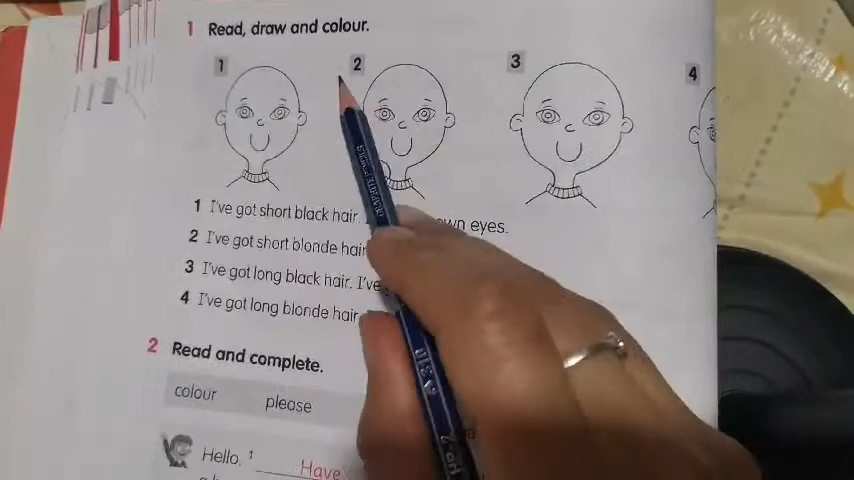 1 Read, draw and colour.
1 2 3 4
1 I've got short black hair. own eyes.
2 I've got short blonde hair
3 I've got long black hair. I've
4 I've got long blonde hair.
2 Read and complete.
colour please
Hello. 1 Have